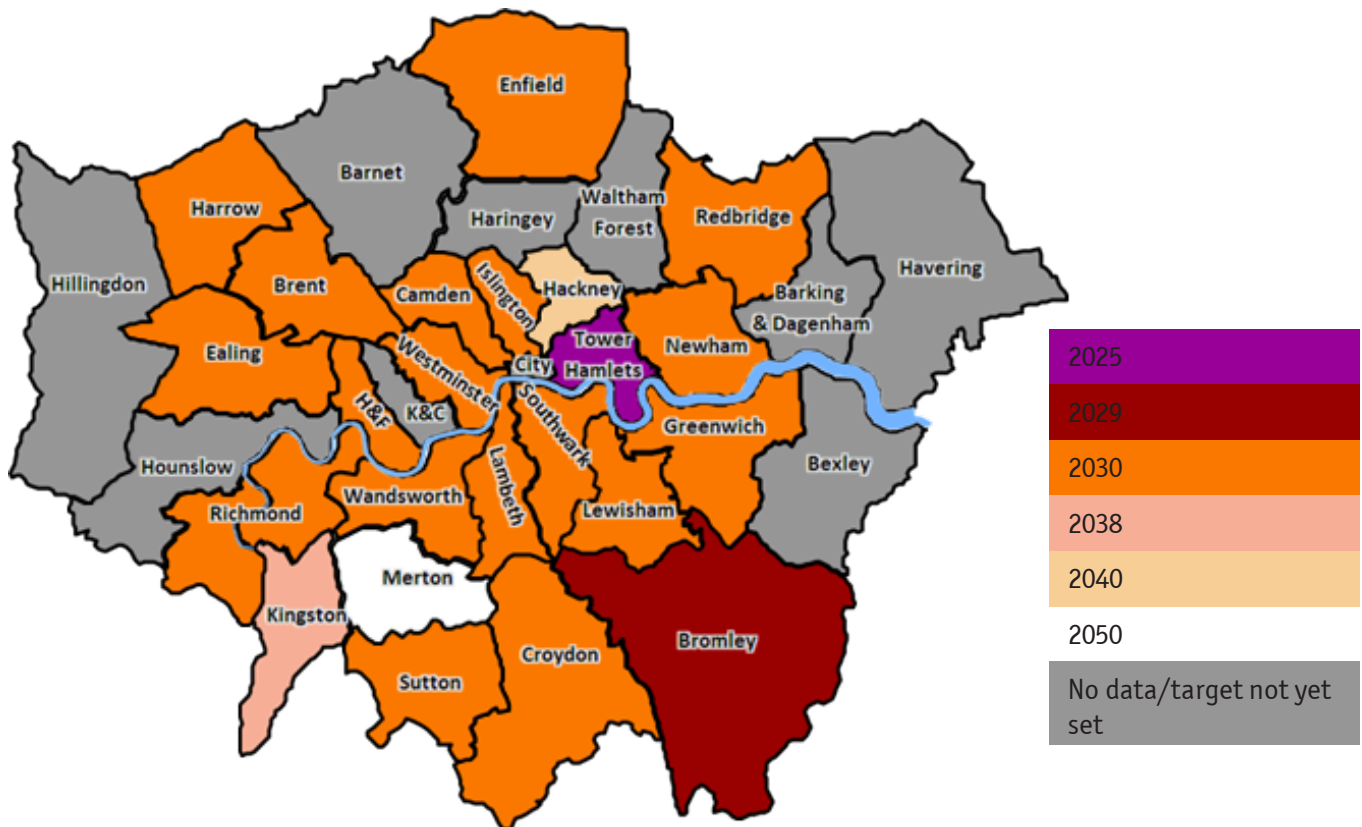 Enfield
Barnet
Waltham
Forest
Haringey
Harrow
Redbridge
Havering
Hillingdon
Brent
Camden
Islington
Hackney
Barking
& Dagenham
Ealing
Westminster
City
Tower
Hamlets
Newham
H&F
K&C
Southwark
Greenwich
Hounslow
Bexley
Richmond
Wandsworth
Lambeth
Lewisham
Merton
Kingston
Bromley
Croydon
Sutton
2025
2029
2030
2038
2040
2050
No data/target not yet
set